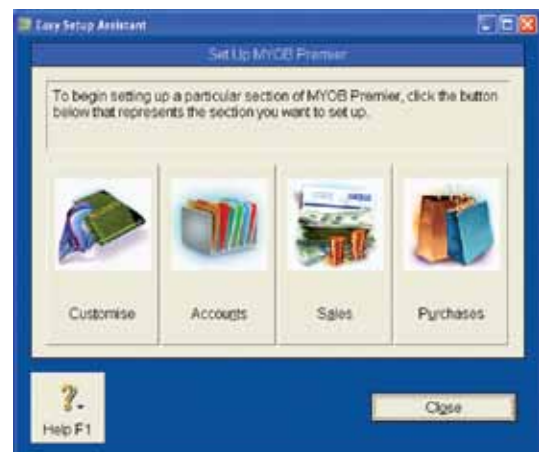 Easy Setup Assistant
Set Up MYOB Premier
To begin setting up a particular section of MYOB Premier, click the button
below that represents the section you want to set up.
Customise
Accounts
Sales
Purchases
Help F1
Close